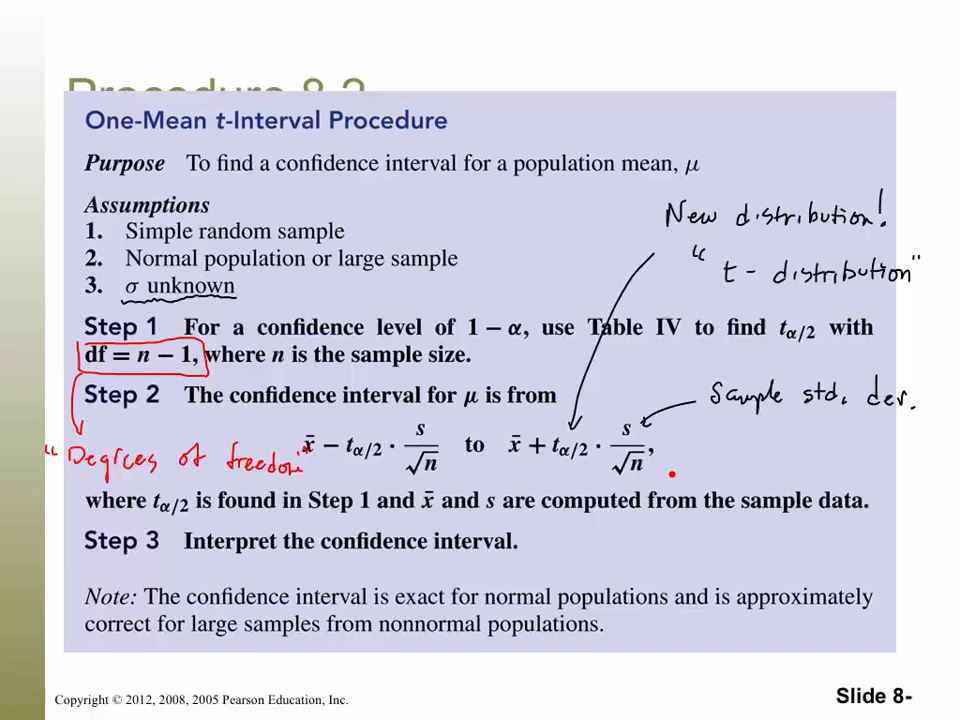 Procedure 8.2
One-Mean t-Interval Procedure
Purpose To find a confidence interval for a population mean, μ
Assumptions
1. Simple random sample
2. Normal population or large sample
3. σ unknown
New distribution!
"t - distribution"
Step 1 For a confidence level of 1 − α, use Table IV to find tα/2 with
df = n − 1, where n is the sample size.
Step 2 The confidence interval for μ is from
Sample std. dev.
x̄ − tα/2 · s/√n to x̄ + tα/2 · s/√n,
"Degrees of freedom"
where tα/2 is found in Step 1 and x̄ and s are computed from the sample data.
Step 3 Interpret the confidence interval.
Note: The confidence interval is exact for normal populations and is approximately
correct for large samples from nonnormal populations.
Copyright © 2012, 2008, 2005 Pearson Education, Inc.
Slide 8-